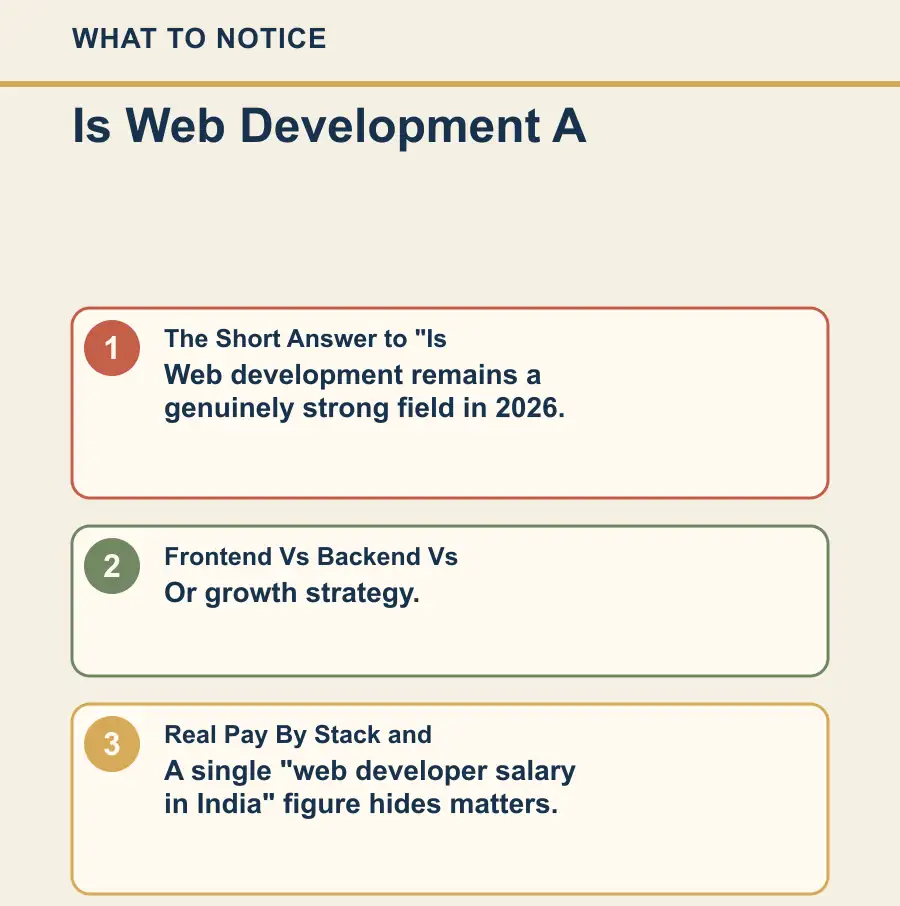 WHAT TO NOTICE
Is Web Development A
1
The Short Answer to "Is
Web development remains a
genuinely strong field in 2026.
2
Frontend Vs Backend Vs
Or growth strategy.
3
Real Pay By Stack and
A single "web developer salary
in India" figure hides matters.